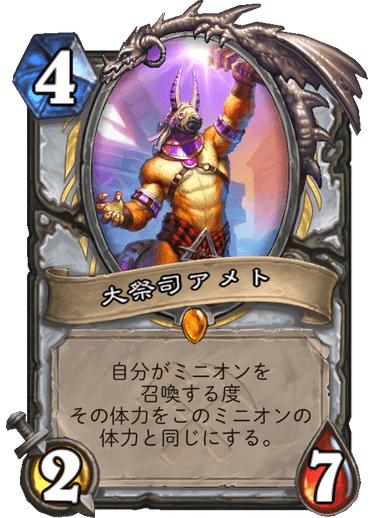 4
大祭司アメト
自分がミニオンを
召喚する度
その体力をこのミニオンの
体力と同じにする。
2
7